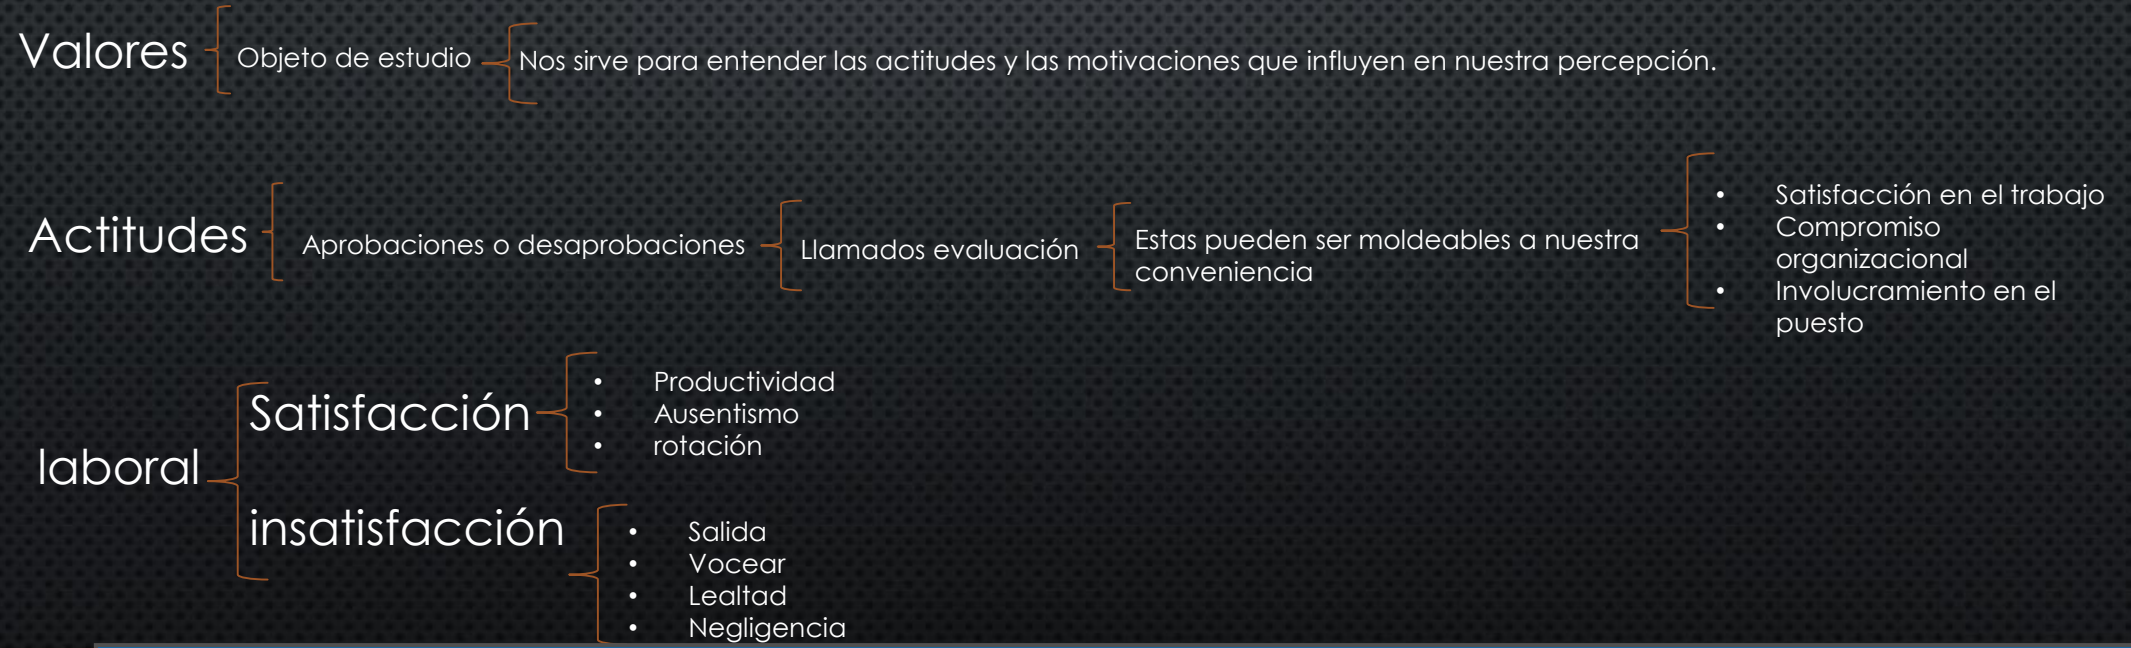 Valores
Objeto de estudio
Nos sirve para entender las actitudes y las motivaciones que influyen en nuestra percepción.
Actitudes
Aprobaciones o desaprobaciones
Llamados evaluación
Estas pueden ser moldeables a nuestra
conveniencia
• Satisfacción en el trabajo
• Compromiso
organizacional
• Involucramiento en el
puesto
laboral
Satisfacción
• Productividad
• Ausentismo
• rotación
insatisfacción
• Salida
• Vocear
• Lealtad
• Negligencia